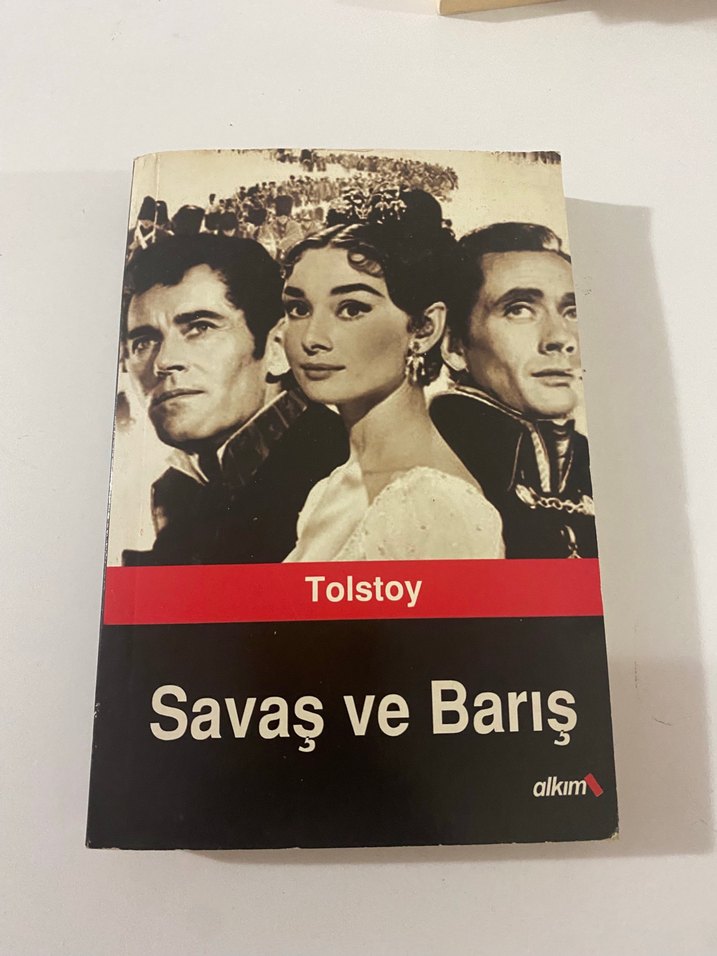 Tolstoy
Savaş ve Barış
alkım